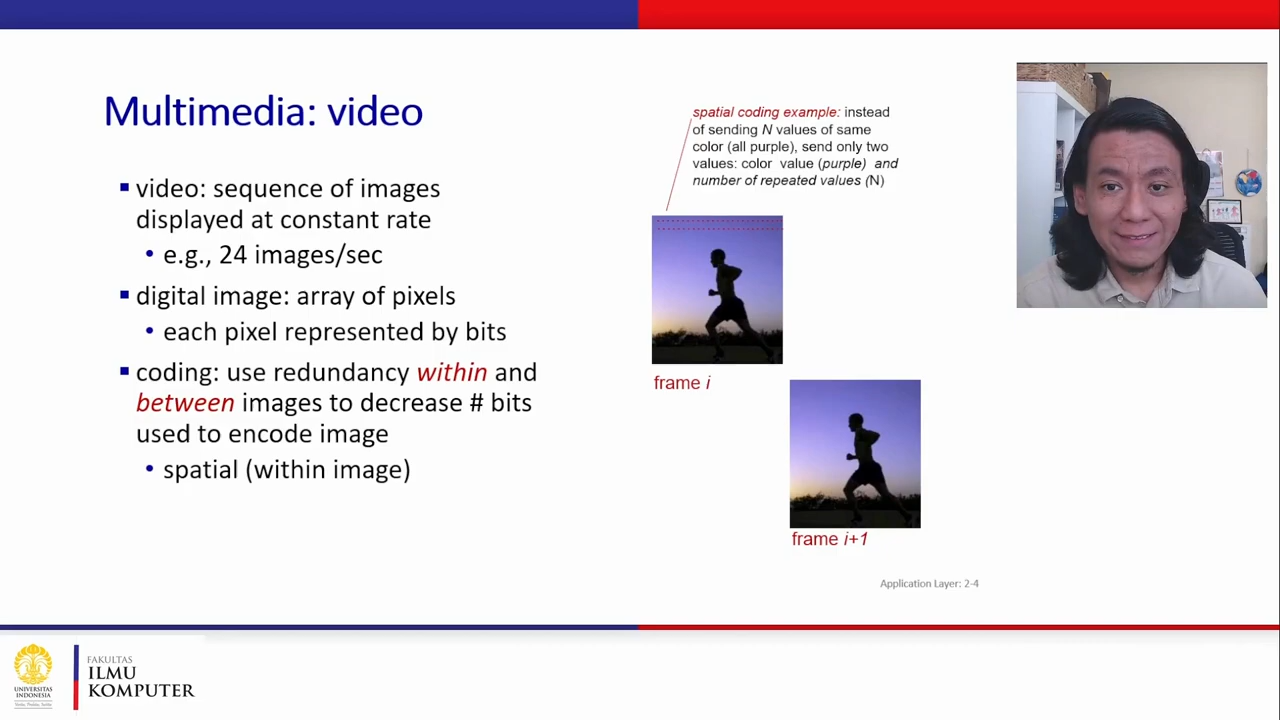 Multimedia: video
▪ video: sequence of images
displayed at constant rate
• e.g., 24 images/sec
▪ digital image: array of pixels
• each pixel represented by bits
▪ coding: use redundancy within and
between images to decrease # bits
used to encode image
• spatial (within image)
spatial coding example: instead
of sending N values of same
color (all purple), send only two
values: color value (purple) and
number of repeated values (N)
frame i
frame i+1
Application Layer: 2-4
UNIVERSITAS
INDONESIA
FAKULTAS
ILMU
KOMPUTER